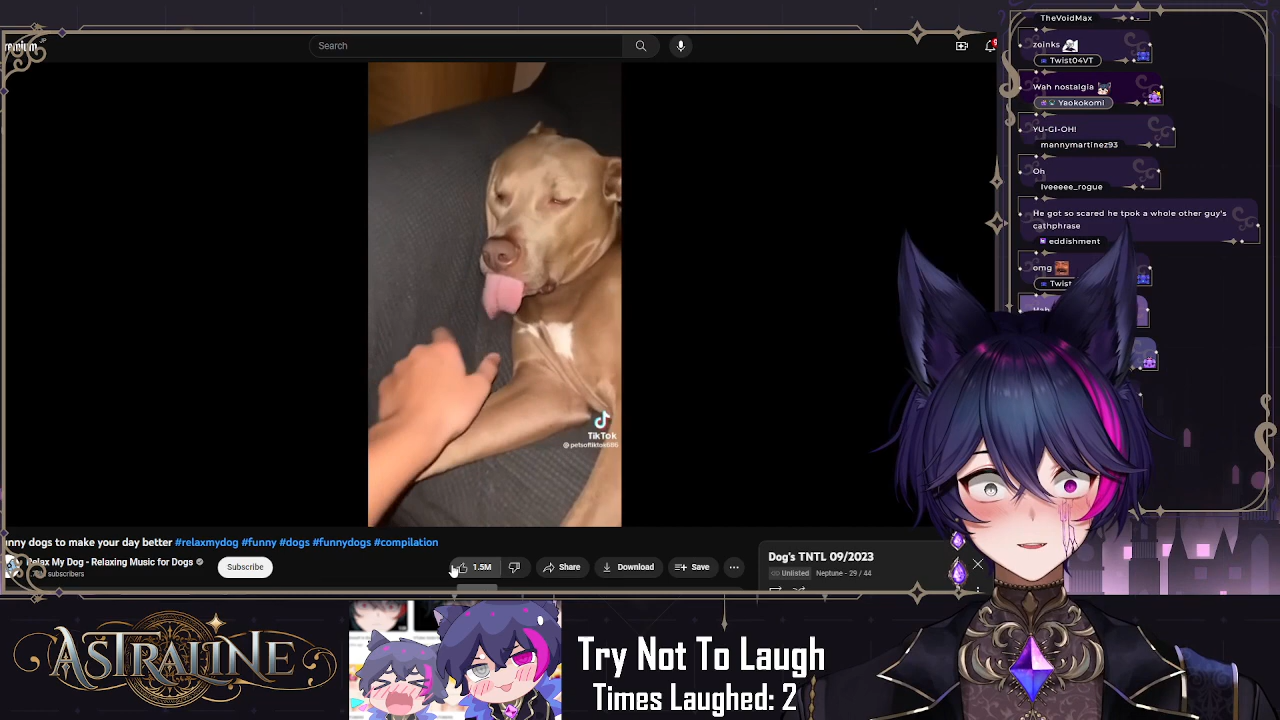 Search
TheVoidMax
zoinks
Twist04VT
Wah nostalgia
Yaokokomi
YU-GI-OH!
mannymartinez93
Oh
Iveeeee_rogue
He got so scared he tpok a whole other guy's
cathphrase
eddishment
omg
Twist
TikTok
nny dogs to make your day better #relaxmydog #funny #dogs #funnydogs #compilation
Relax My Dog - Relaxing Music for Dogs
subscribers
Subscribe
1.5M
Share
Download
Save
Dog's TNTL 09/2023
Unlisted
Neptune - 29 / 44
ASTRALINE
Try Not To Laugh
Times Laughed: 2